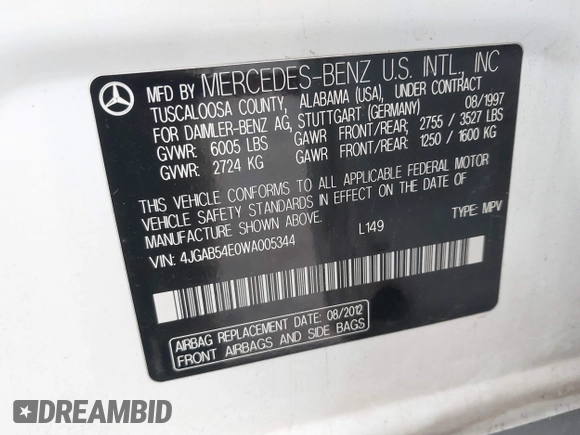 MFD BY MERCEDES-BENZ U.S. INTL., INC
TUSCALOOSA COUNTY, ALABAMA (USA), UNDER CONTRACT
FOR DAIMLER-BENZ AG, STUTTGART (GERMANY) 08/1997
GVWR: 6005 LBS GAWR FRONT/REAR: 2755 / 3527 LBS
GVWR: 2724 KG GAWR FRONT/REAR: 1250 / 1600 KG
THIS VEHICLE CONFORMS TO ALL APPLICABLE FEDERAL MOTOR
VEHICLE SAFETY STANDARDS IN EFFECT ON THE DATE OF
MANUFACTURE SHOWN ABOVE.
VIN: 4JGAB54E0WA005344 L149 TYPE: MPV
AIRBAG REPLACEMENT DATE: 08/2012
FRONT AIRBAGS AND SIDE BAGS
DREAMBID